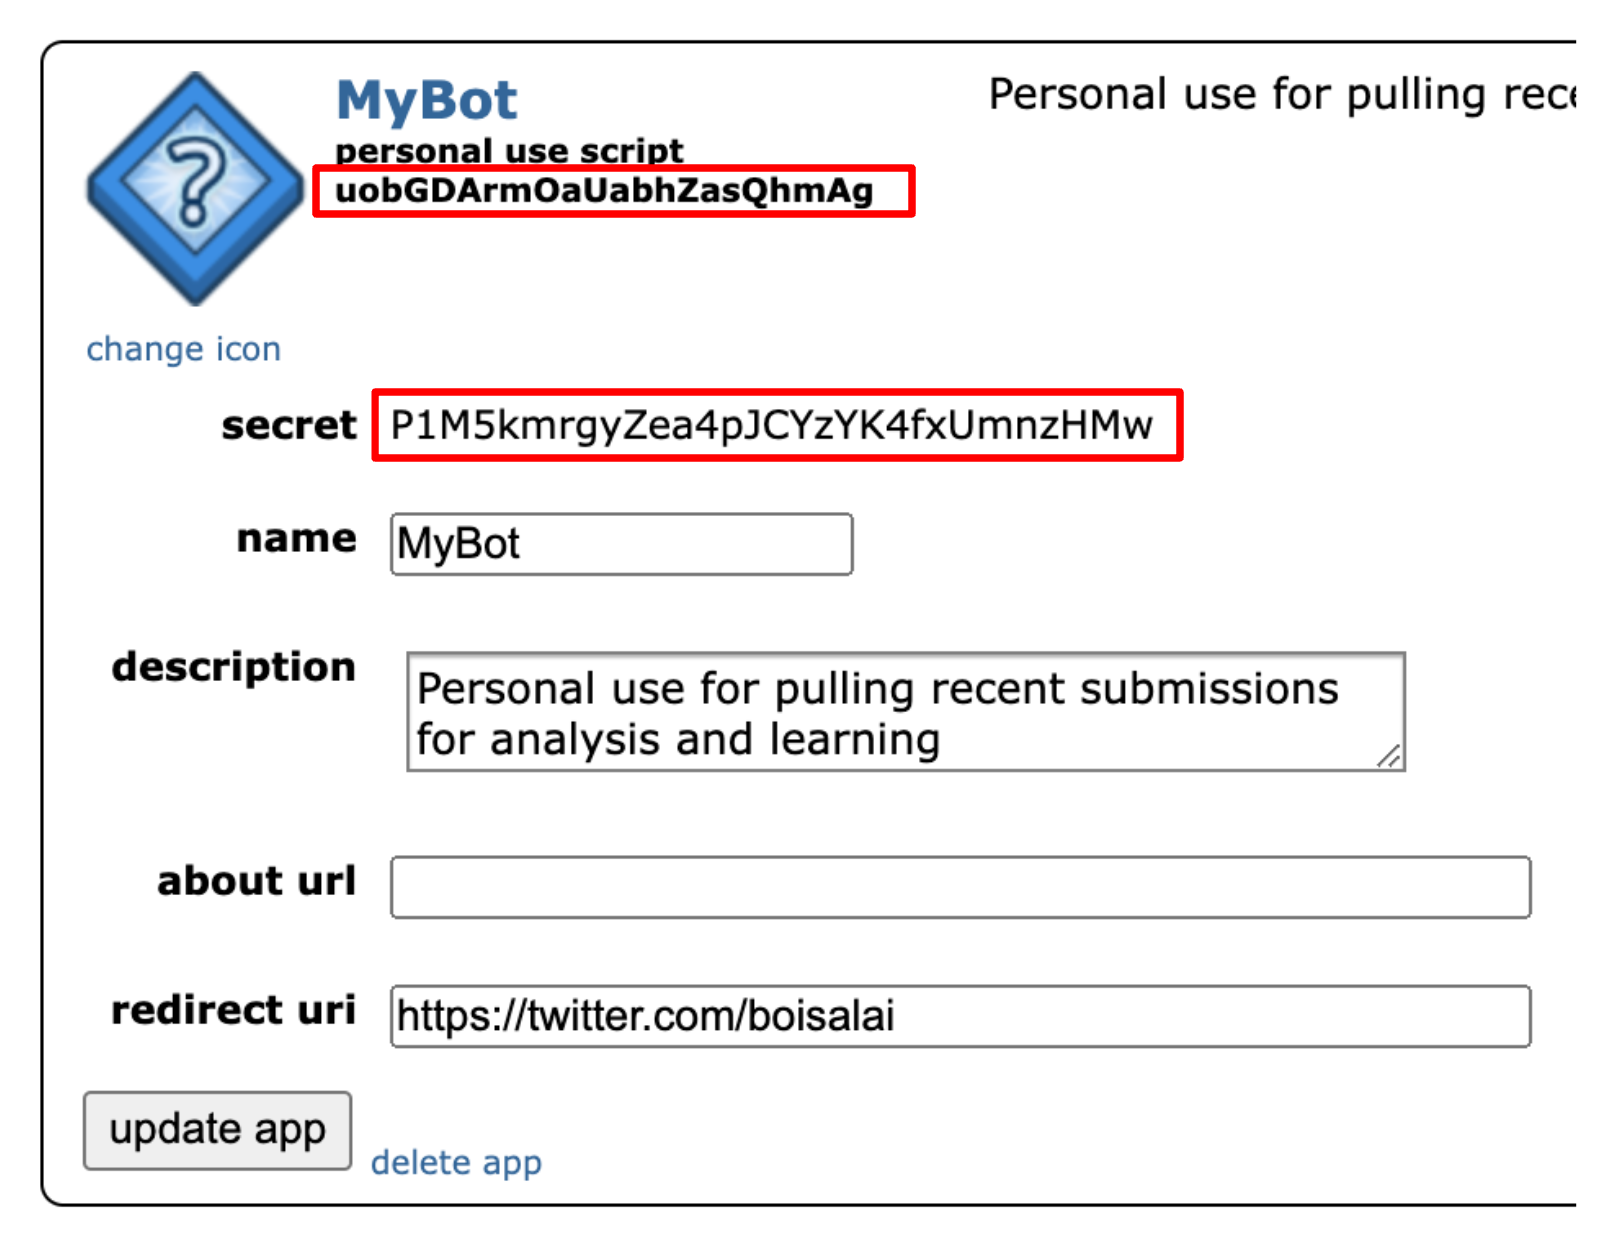 MyBot
Personal use for pulling rece
personal use script
uobGDArmOaUabhZasQhmAg
change icon
secret P1M5kmrgyZea4pJCYzYK4fxUmnzHMw
name MyBot
description Personal use for pulling recent submissions
for analysis and learning
about url
redirect uri https://twitter.com/boisalai
update app
delete app